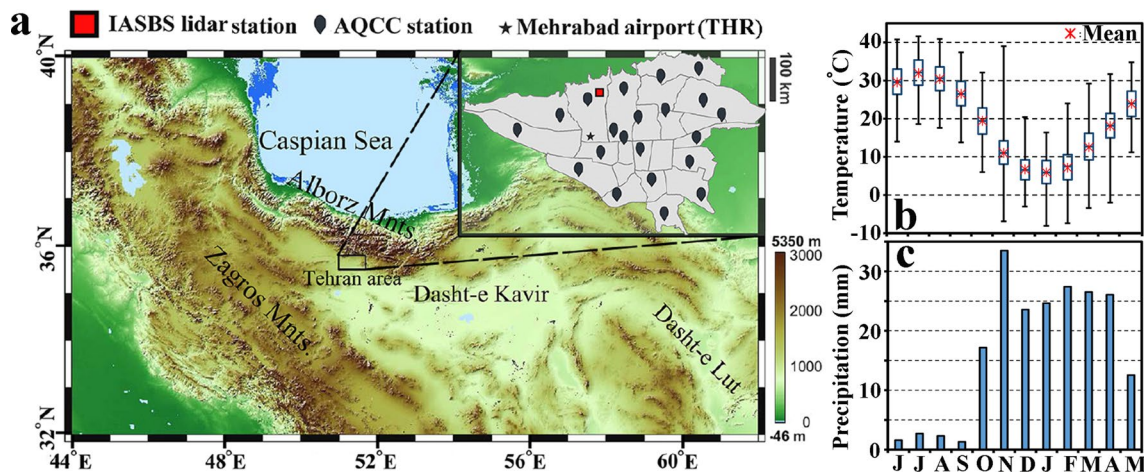 a
IASBS lidar station AQCC station Mehrabad airport (THR)
40°N
36°N
32°N
44°E 48°E 52°E 56°E 60°E
Caspian Sea
Alborz Mnts.
Zagros Mnts.
Tehran area
Dasht-e Kavir
Dasht-e Lut
100 km
5350 m
3000
2000
1000
0
-46 m
Temperature (°C)
40
30
20
10
0
-10
:Mean
b
c
Precipitation (mm)
30
20
10
0
J J A S O N D J F M A M